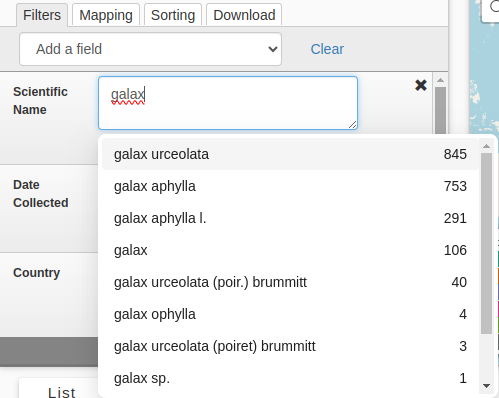 Filters Mapping Sorting Download
Add a field Clear
Scientific
Name
galax
galax urceolata 845
galax aphylla 753
Date
Collected
galax aphylla l. 291
galax 106
Country
galax urceolata (poir.) brummitt 40
galax ophylla 4
galax urceolata (poiret) brummitt 3
galax sp. 1
List